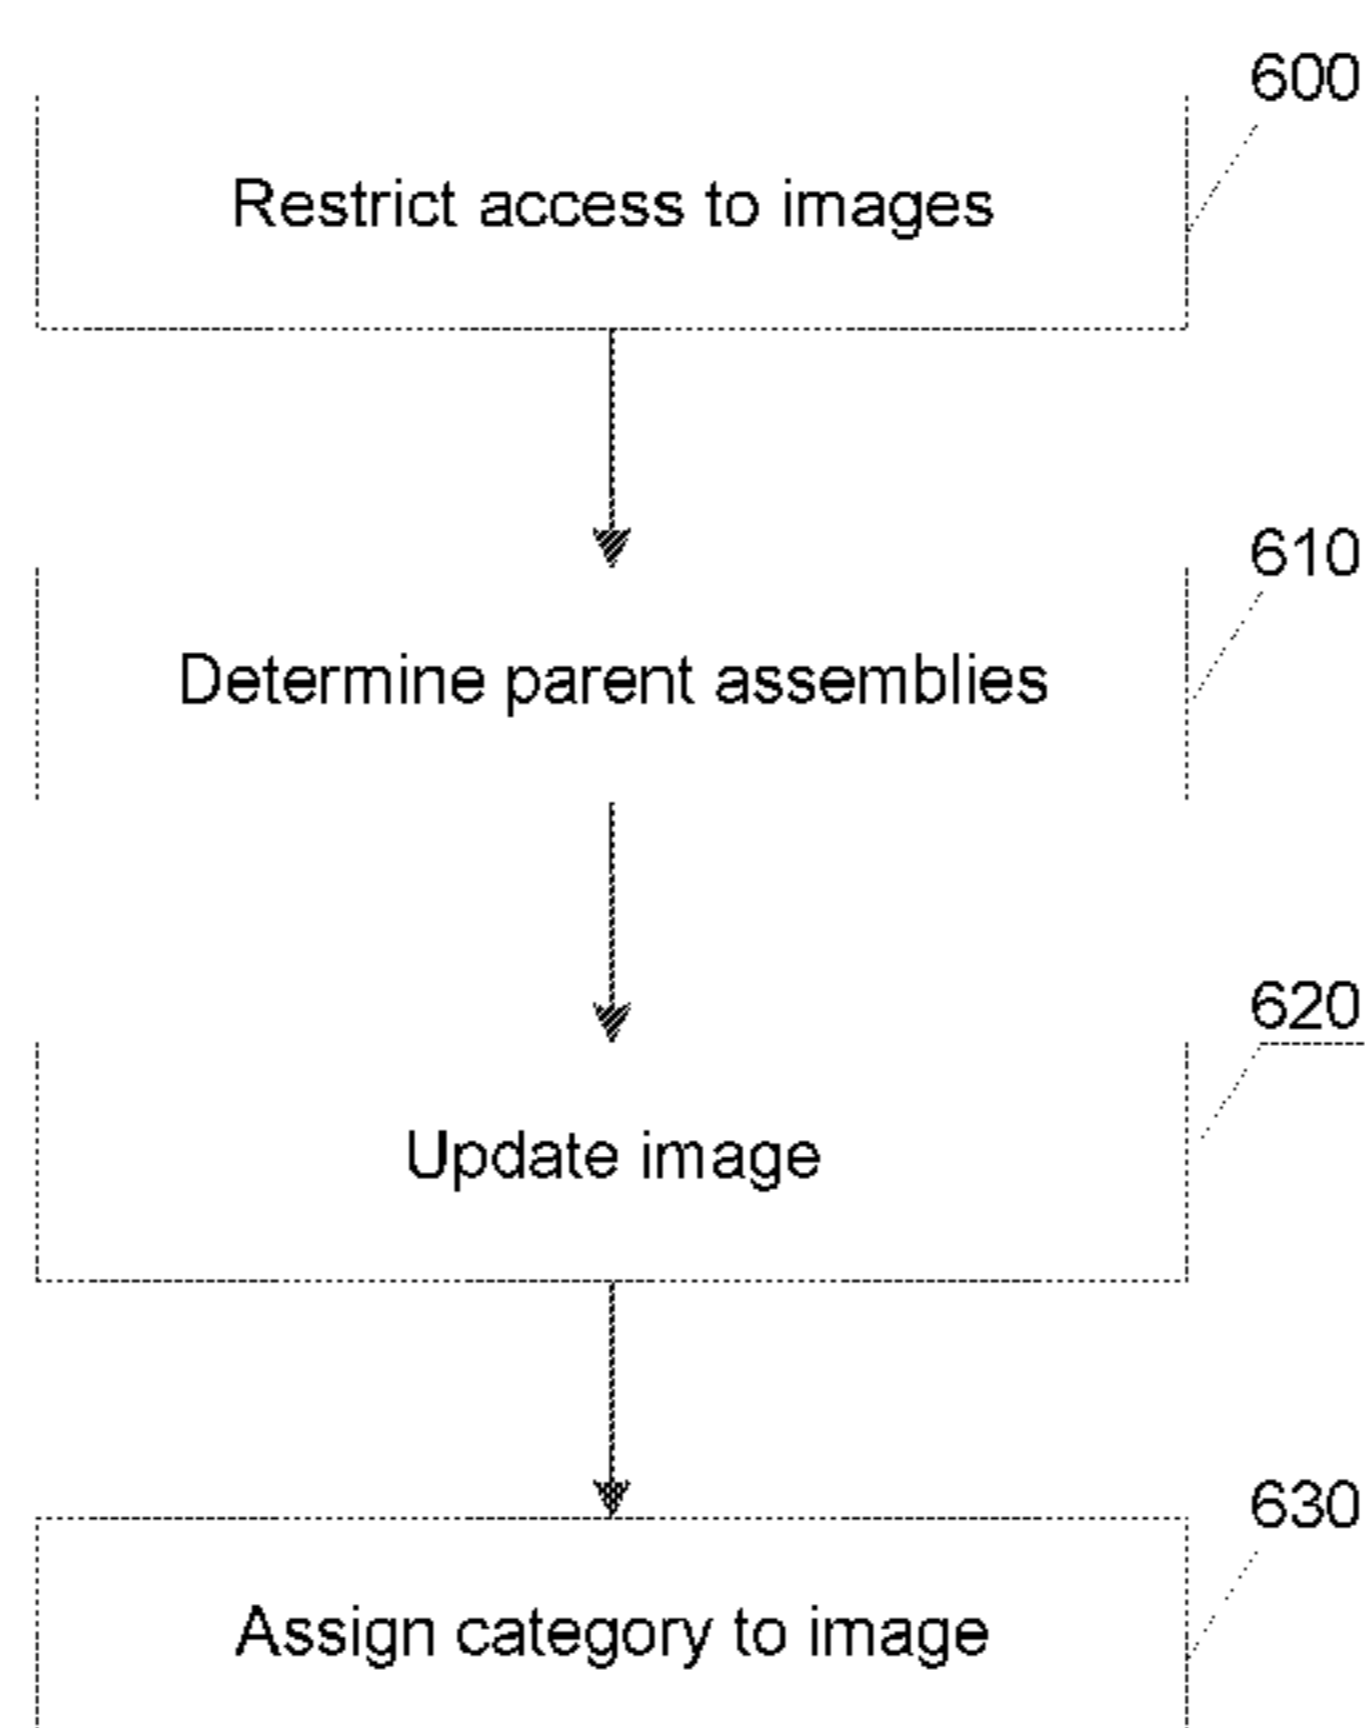 600
Restrict access to images
610
Determine parent assemblies
620
Update image
630
Assign category to image